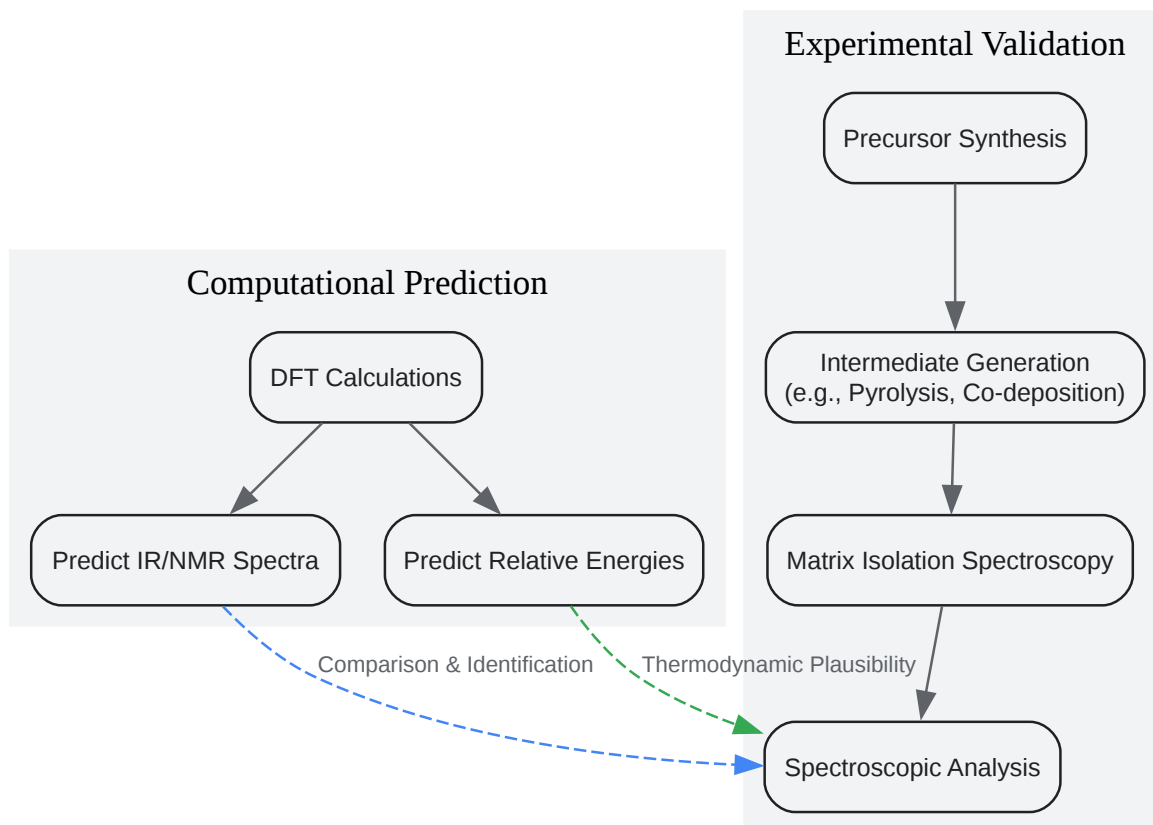 Experimental Validation
Precursor Synthesis
Computational Prediction
DFT Calculations
Intermediate Generation
(e.g., Pyrolysis, Co-deposition)
Predict IR/NMR Spectra
Predict Relative Energies
Matrix Isolation Spectroscopy
Comparison & Identification
Thermodynamic Plausibility
Spectroscopic Analysis